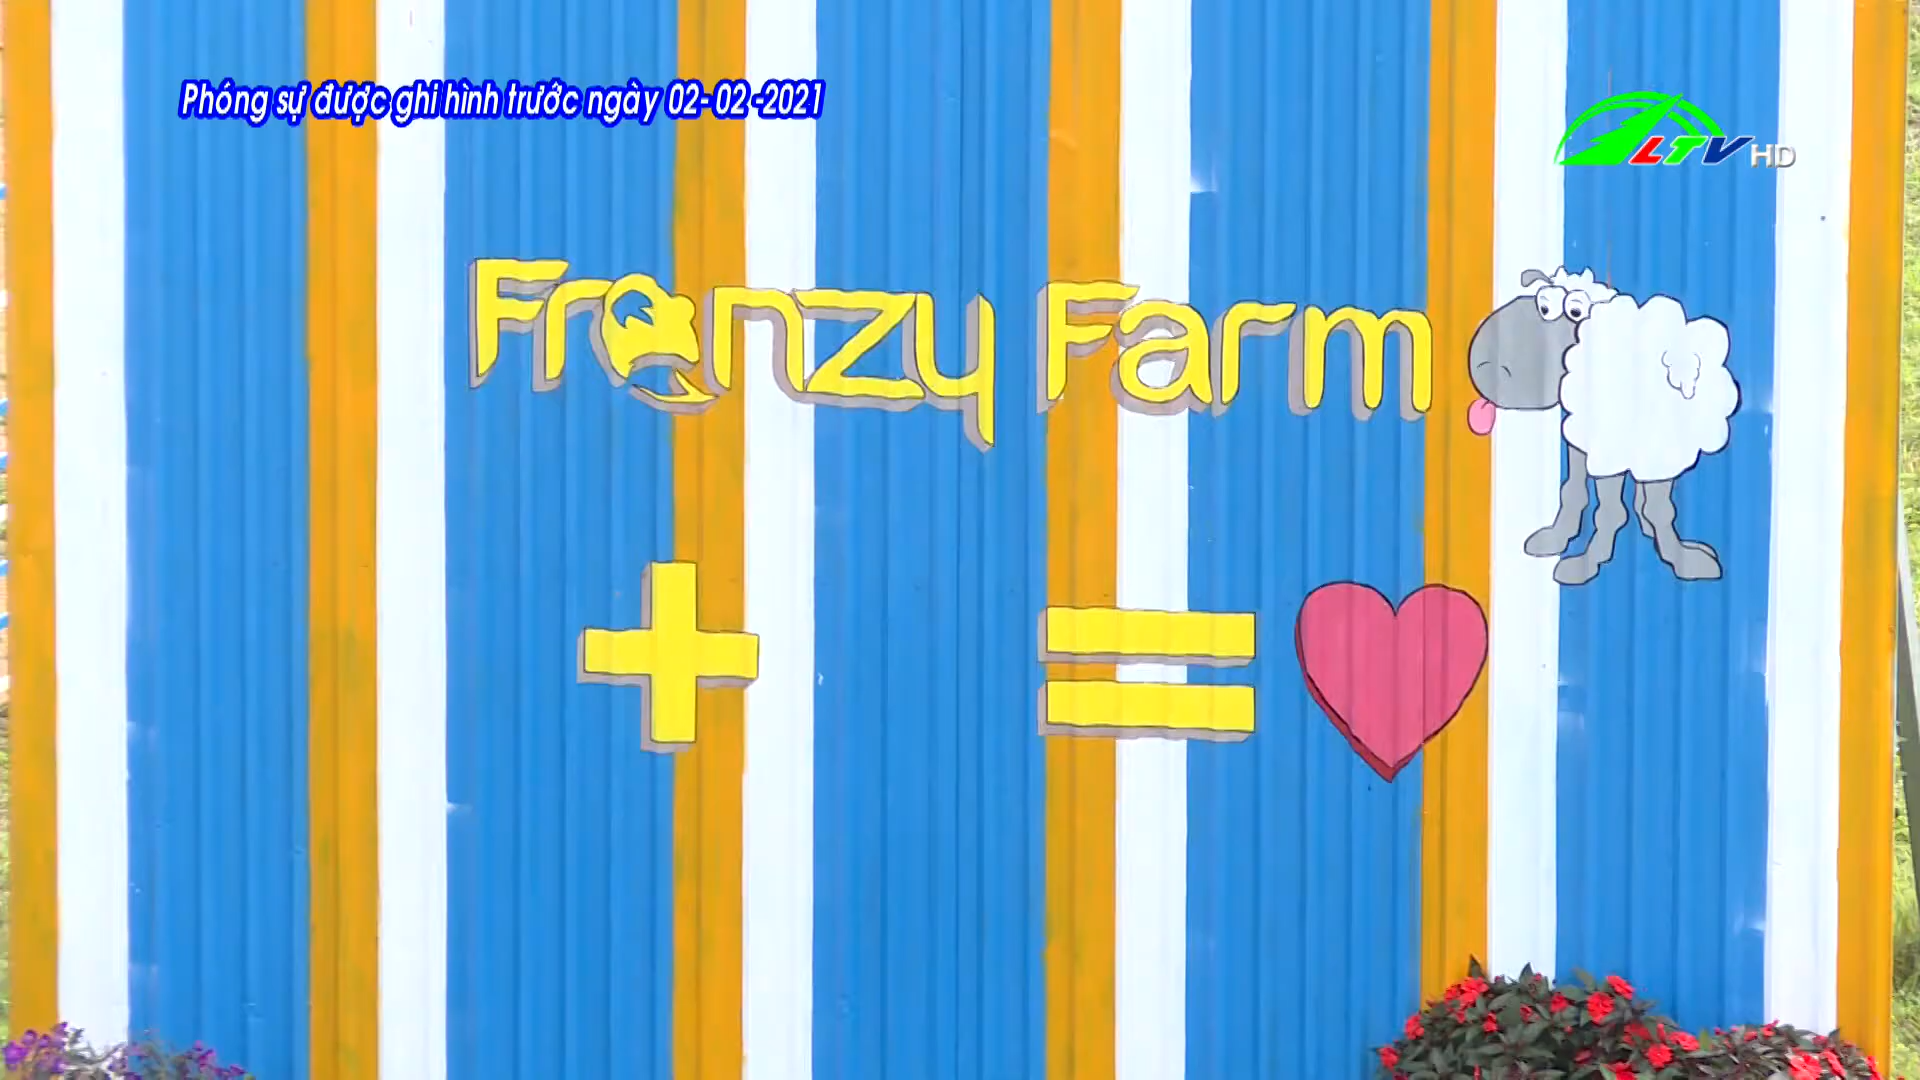 Phóng sự được ghi hình trước ngày 02-02-2021
LTV HD
Frenzy Farm
+ =